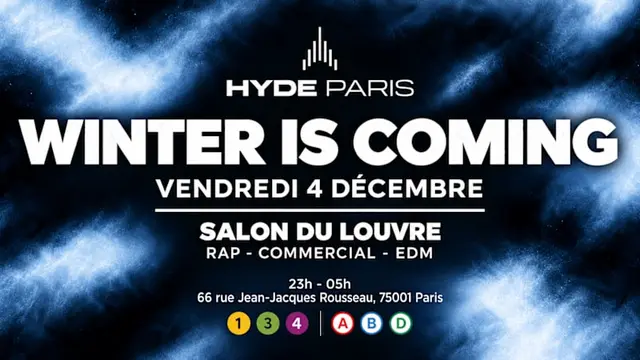 HYDE PARIS
WINTER IS COMING
VENDREDI 4 DÉCEMBRE
SALON DU LOUVRE
RAP - COMMERCIAL - EDM
23h - 05h
66 rue Jean-Jacques Rousseau, 75001 Paris
1 3 4 | A B D